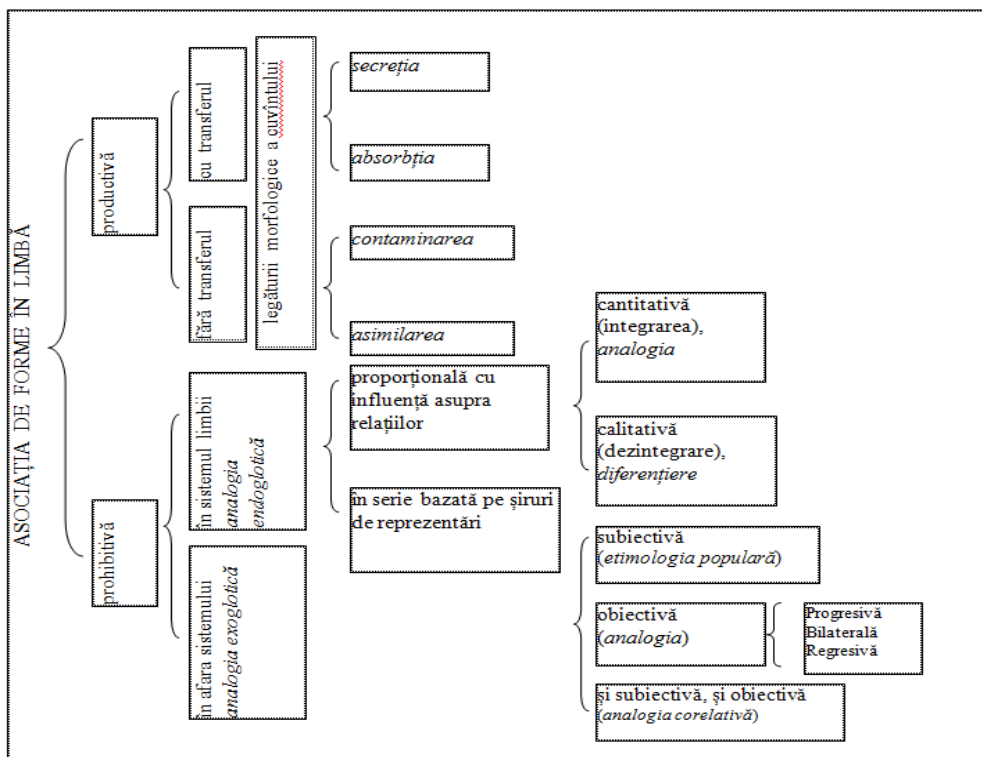 ASOCIAȚIA DE FORME ÎN LIMBĂ
productivă
prohibitivă
cu transferul
fără transferul
legăturii morfologice a cuvîntului
în sistemul limbii
analogia
endoglotică
în afara sistemului
analogia exoglotică
secreția
absorbția
contaminarea
asimilarea
proporțională cu
influență asupra
relațiilor
în serie bazată pe șiruri
de reprezentări
cantitativă
(integrarea),
analogia
calitativă
(dezintegrare),
diferențiere
subiectivă
(etimologia populară)
obiectivă
(analogia)
Progresivă
Bilaterală
Regresivă
și subiectivă, și obiectivă
(analogia corelativă)